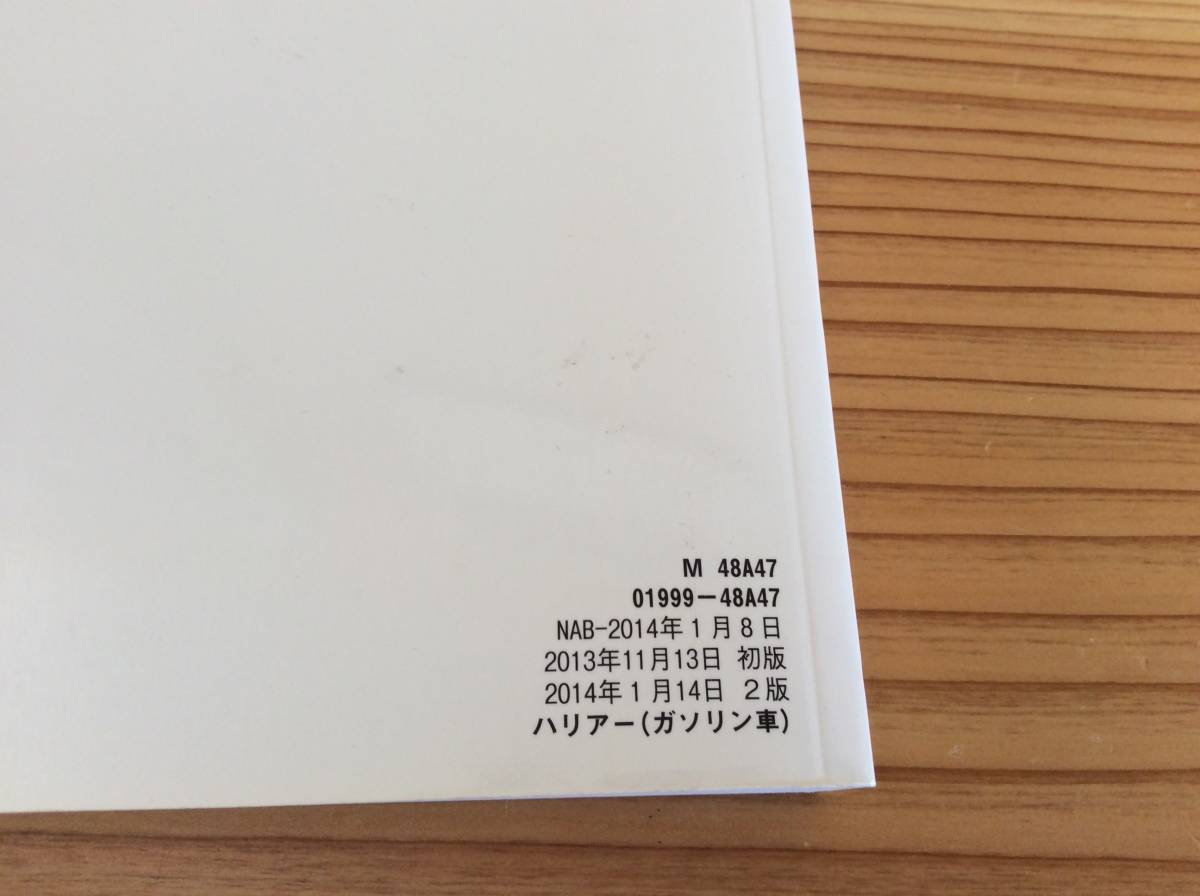 M 48A47
01999-48A47
NAB-2014年1月8日
2013年11月13日 初版
2014年1月14日 2版
ハリアー(ガソリン車)